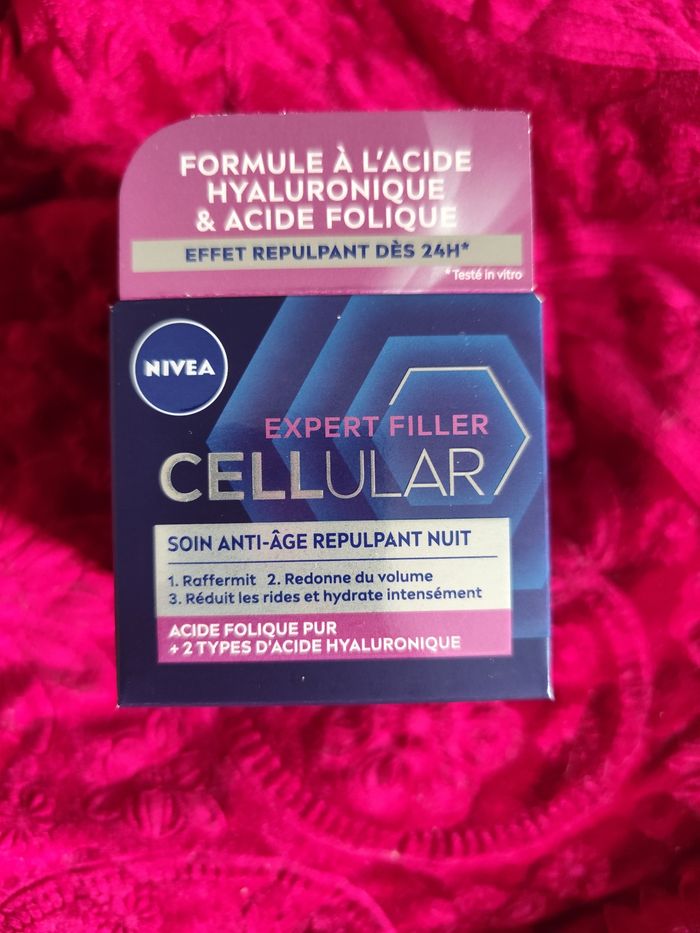 FORMULE À L'ACIDE
HYALURONIQUE
& ACIDE FOLIQUE
EFFET REPULPANT DÈS 24H*
*Testé in vitro
NIVEA
EXPERT FILLER
CELLULAR
SOIN ANTI-ÂGE REPULPANT NUIT
1. Raffermit 2. Redonne du volume
3. Réduit les rides et hydrate intensément
ACIDE FOLIQUE PUR
+ 2 TYPES D'ACIDE HYALURONIQUE